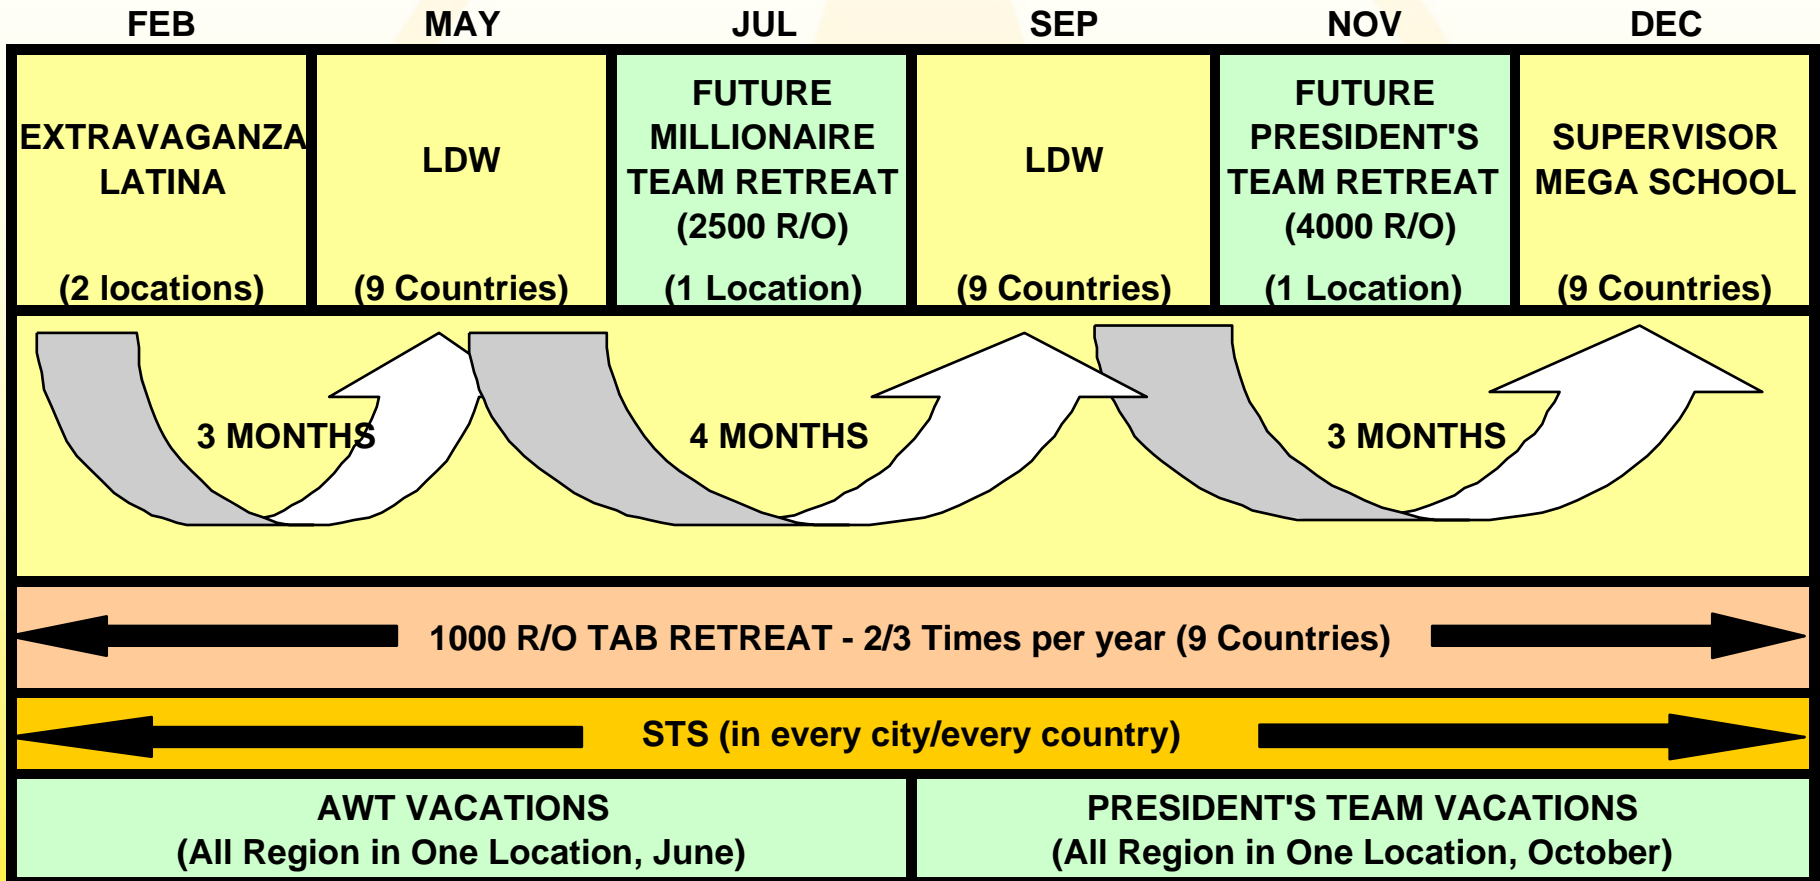 FEB
MAY
JUL
SEP
NOV
DEC
EXTRAVAGANZA
LATINA
(2 locations)
LDW
(9 Countries)
FUTURE
MILLIONAIRE
TEAM RETREAT
(2500 R/O)
(1 Location)
LDW
(9 Countries)
FUTURE
PRESIDENT'S
TEAM RETREAT
(4000 R/O)
(1 Location)
SUPERVISOR
MEGA SCHOOL
(9 Countries)
3 MONTHS
4 MONTHS
3 MONTHS
1000 R/O TAB RETREAT - 2/3 Times per year (9 Countries)
STS (in every city/every country)
AWT VACATIONS
(All Region in One Location, June)
PRESIDENT'S TEAM VACATIONS
(All Region in One Location, October)